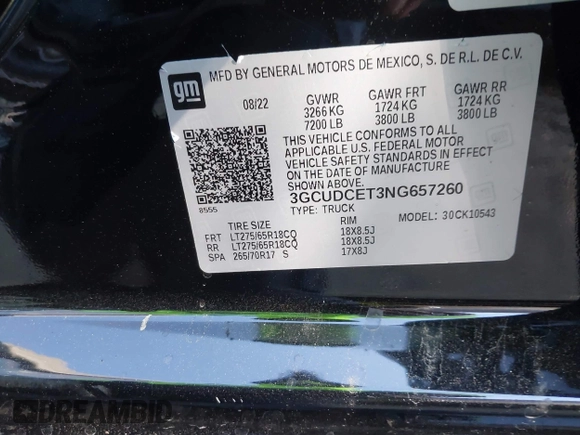 gm
MFD BY GENERAL MOTORS DE MEXICO, S. DE R.L. DE C.V.
08/22 GVWR GAWR FRT GAWR RR
3266 KG 1724 KG 1724 KG
7200 LB 3800 LB 3800 LB
THIS VEHICLE CONFORMS TO ALL
APPLICABLE U.S. FEDERAL MOTOR
VEHICLE SAFETY STANDARDS IN EFFECT
ON THE DATE OF MANUFACTURE
SHOWN ABOVE.
3GCUDCET3NG657260
8555 TYPE: TRUCK MODEL: 30CK10543
TIRE SIZE RIM
FRT LT275/65R18CQ 18X8.5J
RR LT275/65R18CQ 18X8.5J
SPA 265/70R17 S 17X8J
DREAMBID